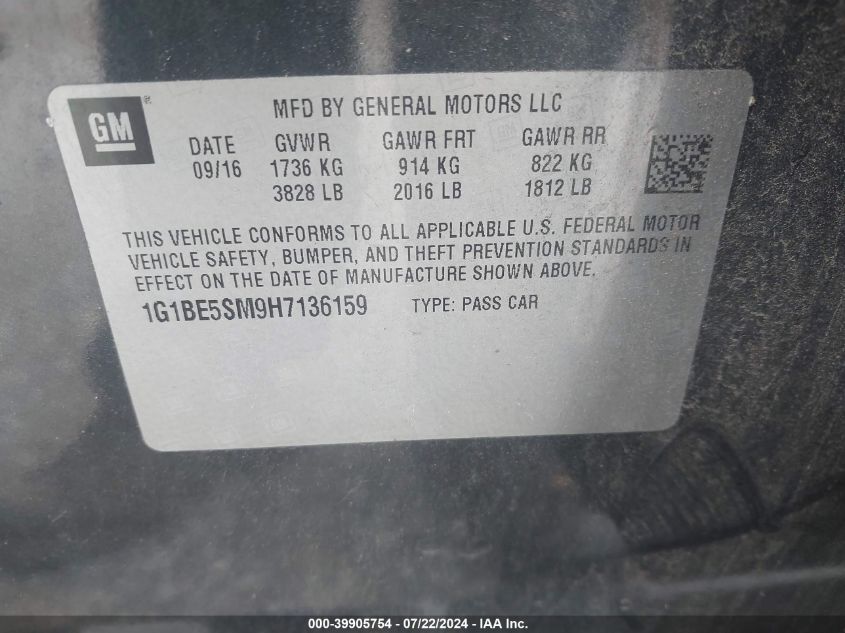 GM®
MFD BY GENERAL MOTORS LLC
DATE GVWR GAWR FRT GAWR RR
09/16 1736 KG 914 KG 822 KG
3828 LB 2016 LB 1812 LB
THIS VEHICLE CONFORMS TO ALL APPLICABLE U.S. FEDERAL MOTOR
VEHICLE SAFETY, BUMPER, AND THEFT PREVENTION STANDARDS IN
EFFECT ON THE DATE OF MANUFACTURE SHOWN ABOVE.
1G1BE5SM9H7136159 TYPE: PASS CAR
000-39905754 - 07/22/2024 - IAA Inc.